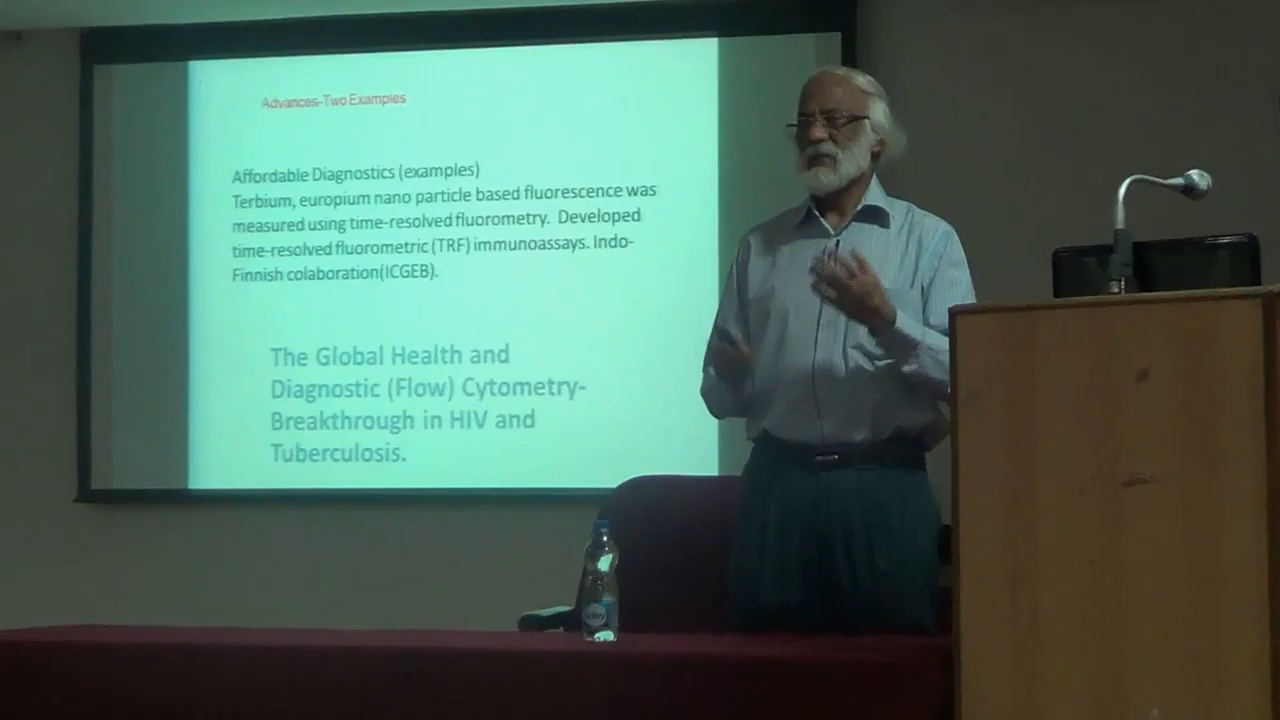 Advances-Two Examples
Affordable Diagnostics (examples)
Terbium, europium nano particle based fluorescence was
measured using time-resolved fluorometry. Developed
time-resolved fluorometric (TRF) immunoassays. Indo-
Finnish colaboration(ICGEB).
The Global Health and
Diagnostic (Flow) Cytometry-
Breakthrough in HIV and
Tuberculosis.